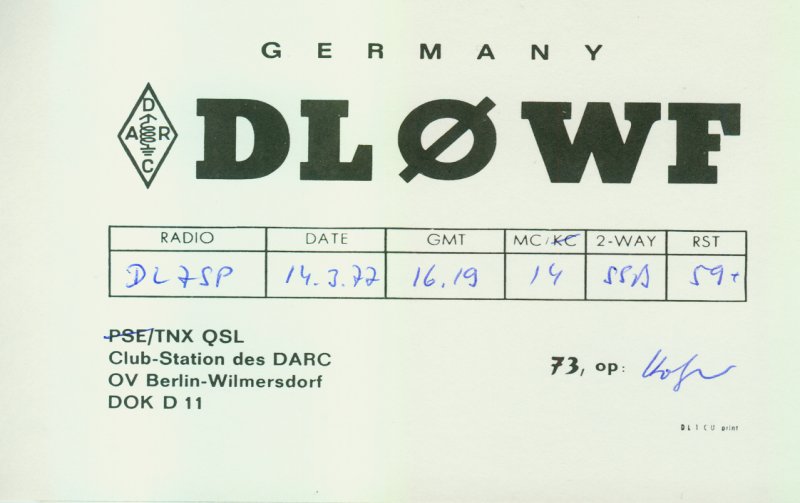 GERMANY
DARC
DLØWF
RADIO DATE GMT MC/KC 2-WAY RST
DL7SP 14.3.77 16.19 14 SSB 59+
PSE/TNX QSL
Club-Station des DARC
OV Berlin-Wilmersdorf
DOK D 11
73, op:
DL1CU print